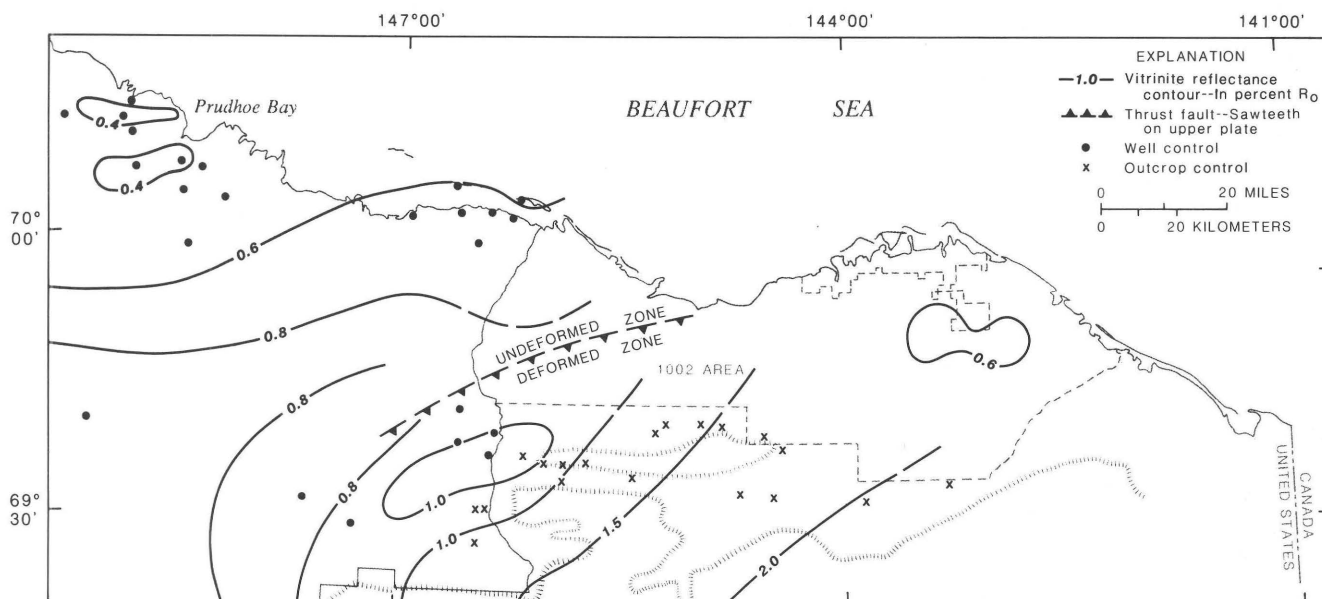 147°00'
144°00'
141°00'
EXPLANATION
—1.0— Vitrinite reflectance
contour--In percent Ro
Thrust fault--Sawteeth
on upper plate
Well control
Outcrop control
0 20 MILES
0 20 KILOMETERS
Prudhoe Bay
BEAUFORT SEA
0.4
0.4
70°
00'
0.6
0.8
UNDEFORMED ZONE
DEFORMED ZONE
0.6
1002 AREA
0.8
0.8
1.0
69°
30'
1.0
1.5
2.0
UNITED STATES
CANADA